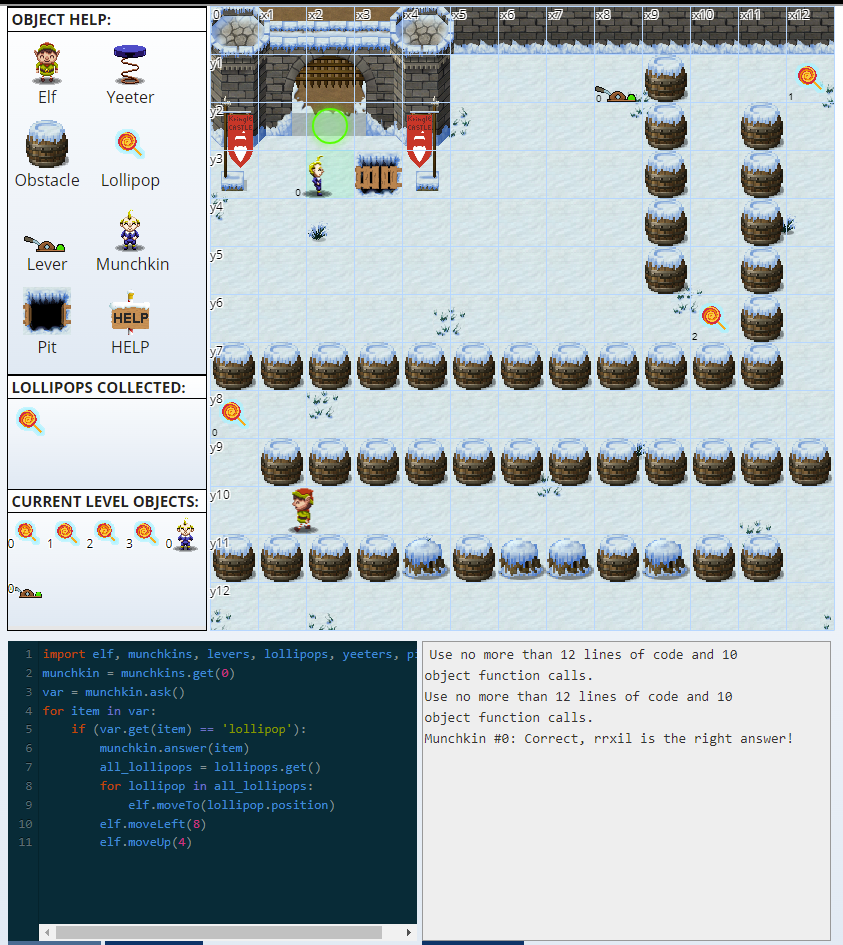 OBJECT HELP:
Elf
Yeeter
Obstacle
Lollipop
Lever
Munchkin
HELP
Pit
HELP
LOLLIPOPS COLLECTED:
CURRENT LEVEL OBJECTS:
0 1 2 3 0
0
0 x1 x2 x3 x4 x5 x6 x7 x8 x9 x10 x11 x12
y1
0
1
y2
Kringle CASTLE
Kringle CASTLE
y3
0
y4
y5
y6
2
y7
y8
0
y9
y10
y11
y12
1 import elf, munchkins, levers, lollipops, yeeters, p
2 munchkin = munchkins.get(0)
3 var = munchkin.ask()
4 for item in var:
5 if (var.get(item) == 'lollipop'):
6 munchkin.answer(item)
7 all_lollipops = lollipops.get()
8 for lollipop in all_lollipops:
9 elf.moveTo(lollipop.position)
10 elf.moveLeft(8)
11 elf.moveUp(4)
Use no more than 12 lines of code and 10
object function calls.
Use no more than 12 lines of code and 10
object function calls.
Munchkin #0: Correct, rrxil is the right answer!